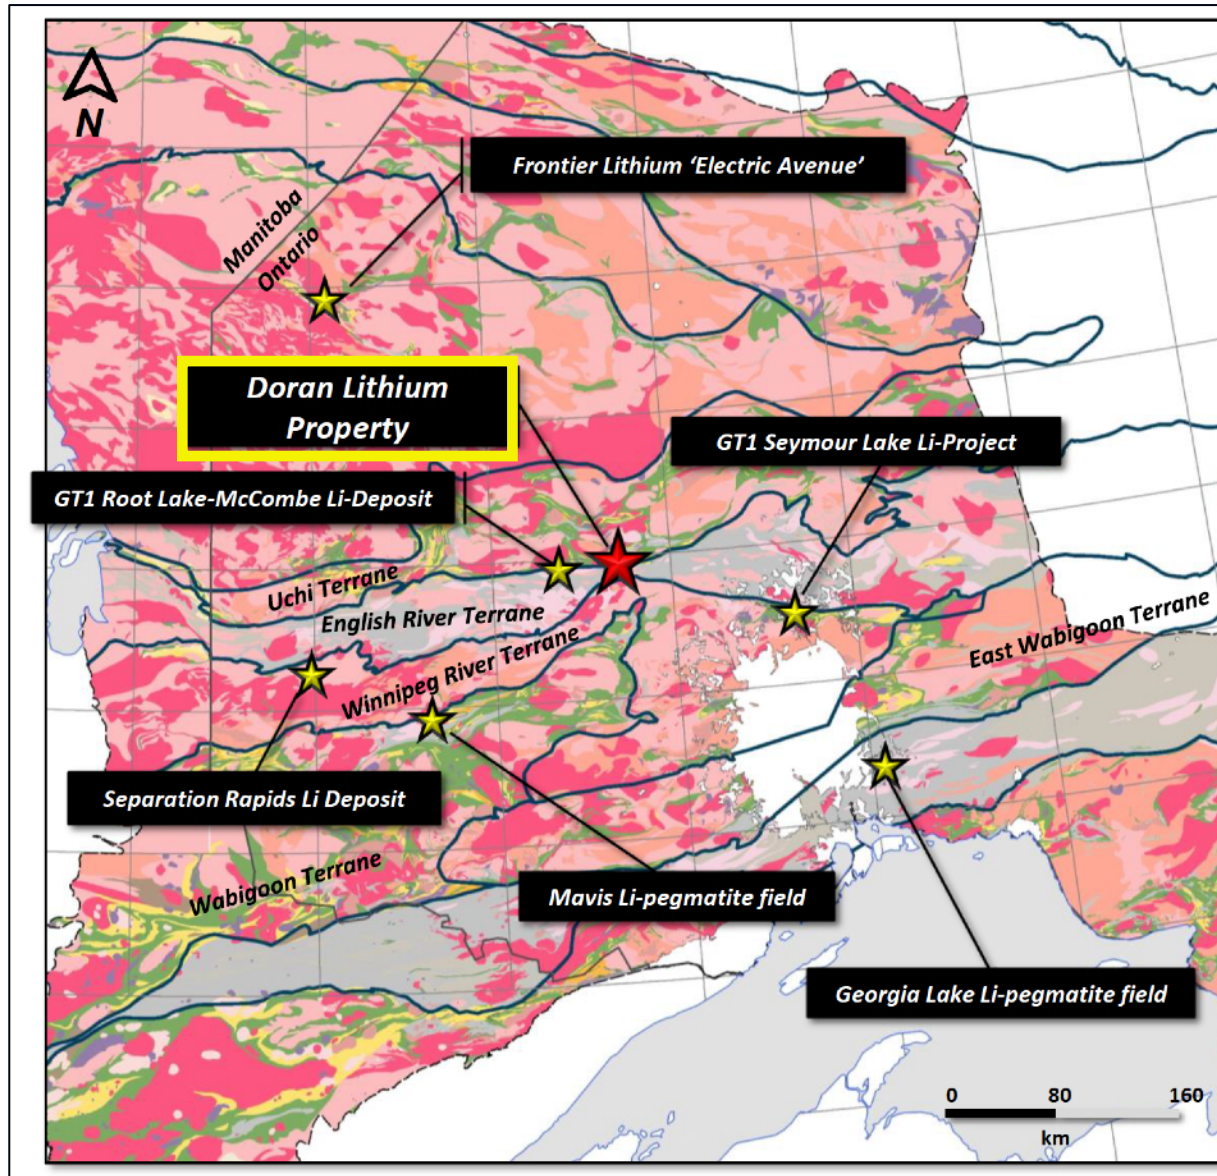 N
Frontier Lithium ‘Electric Avenue’
Manitoba
Ontario
Doran Lithium
Property
GT1 Seymour Lake Li-Project
GT1 Root Lake-McCombe Li-Deposit
Uchi Terrane
English River Terrane
East Wabigoon Terrane
Winnipeg River Terrane
Separation Rapids Li Deposit
Wabigoon Terrane
Mavis Li-pegmatite field
Georgia Lake Li-pegmatite field
0 80 160
km